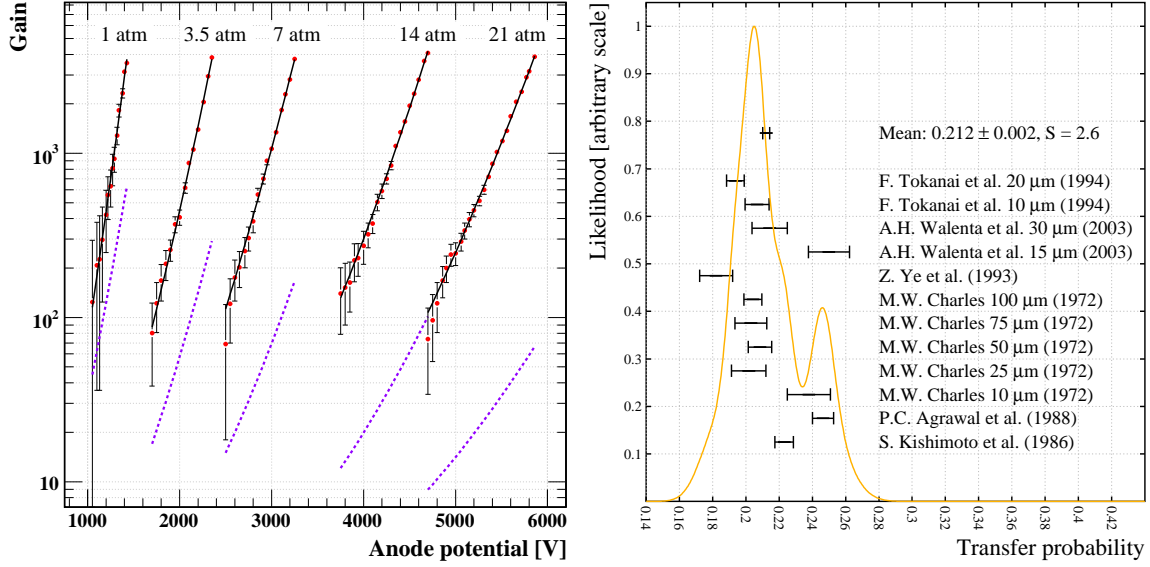 Gain
1 atm 3.5 atm 7 atm 14 atm 21 atm
10³
10²
10
1000 2000 3000 4000 5000 6000
Anode potential [V]
Likelihood [arbitrary scale]
1
0.9
0.8
0.7
0.6
0.5
0.4
0.3
0.2
0.1
Mean: 0.212 ± 0.002, S = 2.6
F. Tokanai et al. 20 μm (1994)
F. Tokanai et al. 10 μm (1994)
A.H. Walenta et al. 30 μm (2003)
A.H. Walenta et al. 15 μm (2003)
Z. Ye et al. (1993)
M.W. Charles 100 μm (1972)
M.W. Charles 75 μm (1972)
M.W. Charles 50 μm (1972)
M.W. Charles 25 μm (1972)
M.W. Charles 10 μm (1972)
P.C. Agrawal et al. (1988)
S. Kishimoto et al. (1986)
0.14 0.16 0.18 0.2 0.22 0.24 0.26 0.28 0.3 0.32 0.34 0.36 0.38 0.4 0.42
Transfer probability